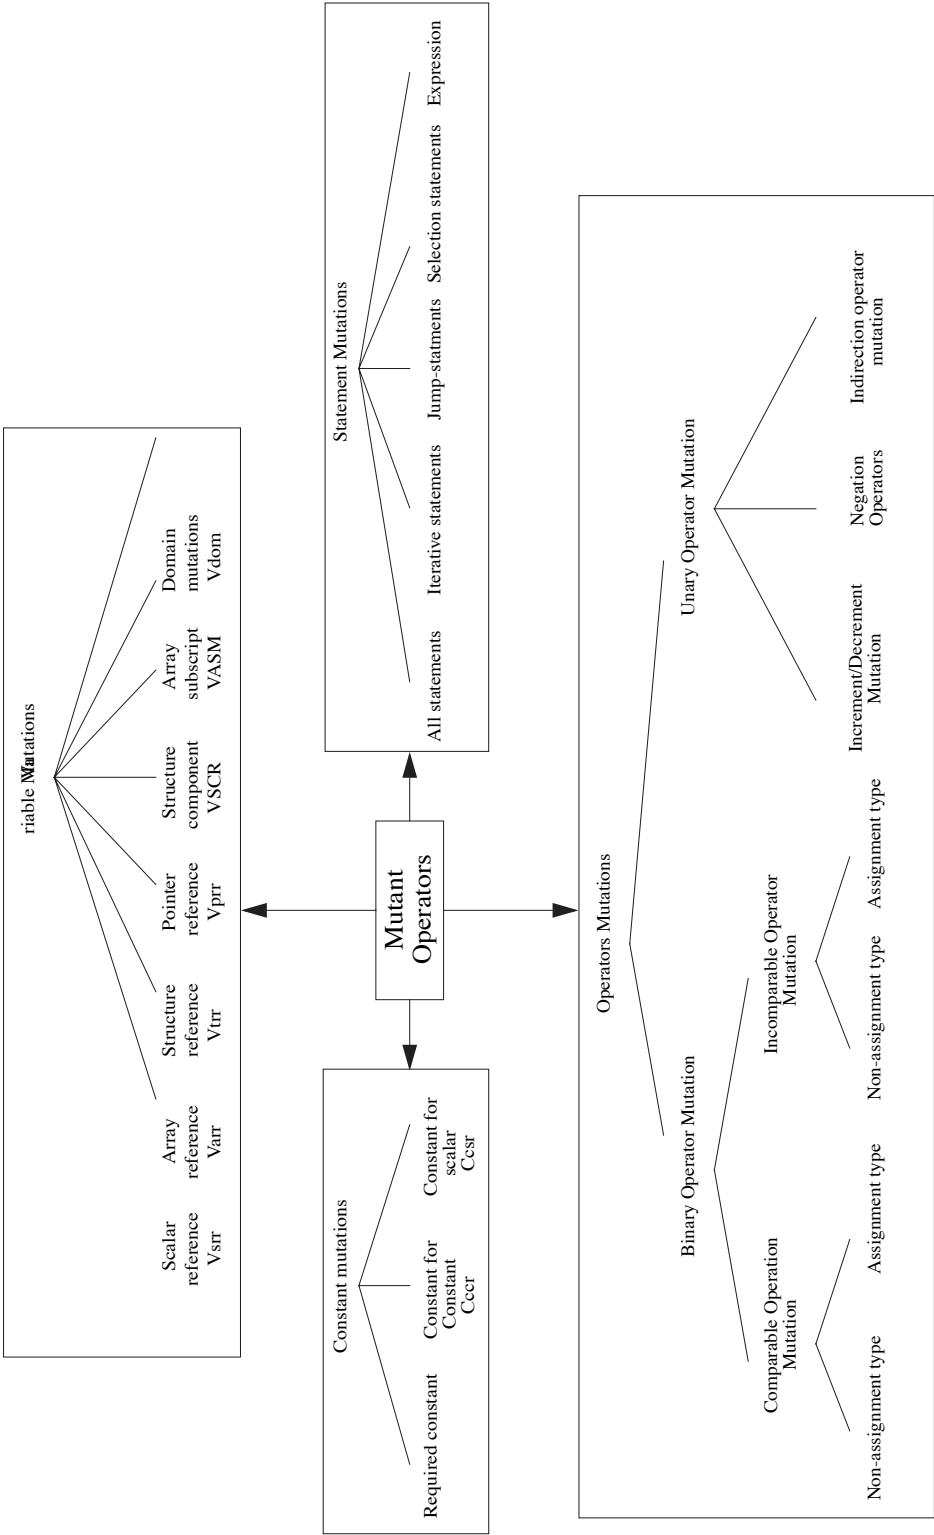 riable Mutations
Va
Scalar
reference
Vsrr
Array
reference
Varr
Structure
reference
Vtrr
Pointer
reference
Vprr
Structure
component
VSCR
Array
subscript
VASM
Domain
mutations
Vdom
Constant mutations
Required constant
Constant for
Constant
Cccr
Constant for
scalar
Ccsr
Mutant
Operators
Statement Mutations
All statements
Iterative statements
Jump-statments
Selection statements
Expression
Operators Mutations
Binary Operator Mutation
Unary Operator Mutation
Comparable Operation
Mutation
Incomparable Operator
Mutation
Non-assignment type
Assignment type
Non-assignment type
Assignment type
Increment/Decrement
Mutation
Negation
Operators
Indirection operator
mutation